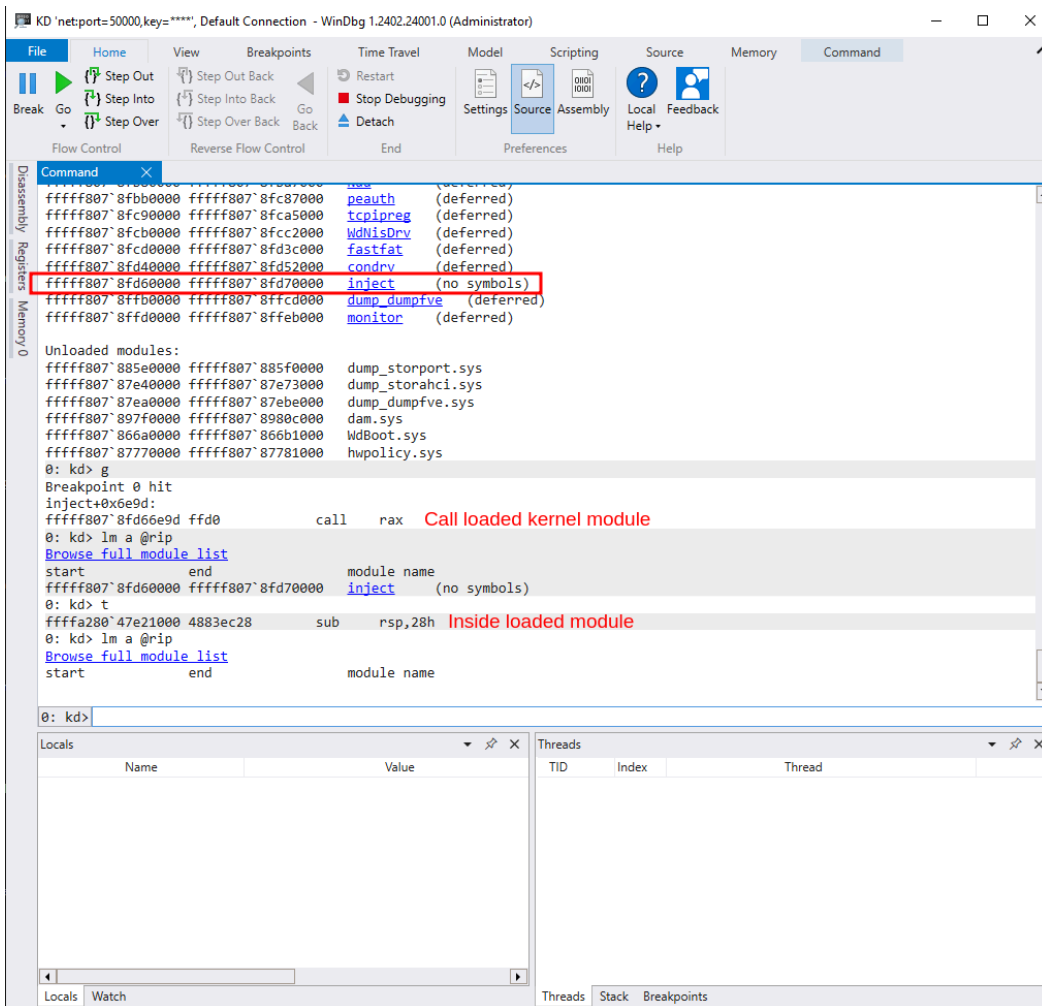 KD 'net:port=50000,key=****', Default Connection - WinDbg 1.2402.24001.0 (Administrator)
File Home View Breakpoints Time Travel Model Scripting Source Memory Command
Break
Go
Step Out
Step Into
Step Over
Flow Control
Step Out Back
Step Into Back
Step Over Back
Go Back
Reverse Flow Control
Restart
Stop Debugging
Detach
End
Settings Source Assembly
Preferences
Local Help
Feedback
Help
Disassembly
Registers
Memory 0
Command
fffff807`8fbb0000 fffff807`8fc87000 peauth (deferred)
fffff807`8fc90000 fffff807`8fca5000 tcpipreg (deferred)
fffff807`8fcb0000 fffff807`8fcc2000 WdNisDrv (deferred)
fffff807`8fcd0000 fffff807`8fd3c000 fastfat (deferred)
fffff807`8fd40000 fffff807`8fd52000 condrv (deferred)
fffff807`8fd60000 fffff807`8fd70000 inject (no symbols)
fffff807`8ffb0000 fffff807`8ffcd000 dump_dumpfve (deferred)
fffff807`8ffd0000 fffff807`8ffeb000 monitor (deferred)
Unloaded modules:
fffff807`885e0000 fffff807`885f0000 dump_storport.sys
fffff807`87e40000 fffff807`87e73000 dump_storahci.sys
fffff807`87ea0000 fffff807`87ebe000 dump_dumpfve.sys
fffff807`897f0000 fffff807`8980c000 dam.sys
fffff807`866a0000 fffff807`866b1000 WdBoot.sys
fffff807`87770000 fffff807`87781000 hwpolicy.sys
0: kd> g
Breakpoint 0 hit
inject+0x6e9d:
fffff807`8fd66e9d ffd0 call rax Call loaded kernel module
0: kd> lm a @rip
Browse full module list
start end module name
fffff807`8fd60000 fffff807`8fd70000 inject (no symbols)
0: kd> t
ffffa280`47e21000 4883ec28 sub rsp,28h Inside loaded module
0: kd> lm a @rip
Browse full module list
start end module name
0: kd>
Locals
Name Value
Locals Watch
Threads
TID Index Thread
Threads Stack Breakpoints